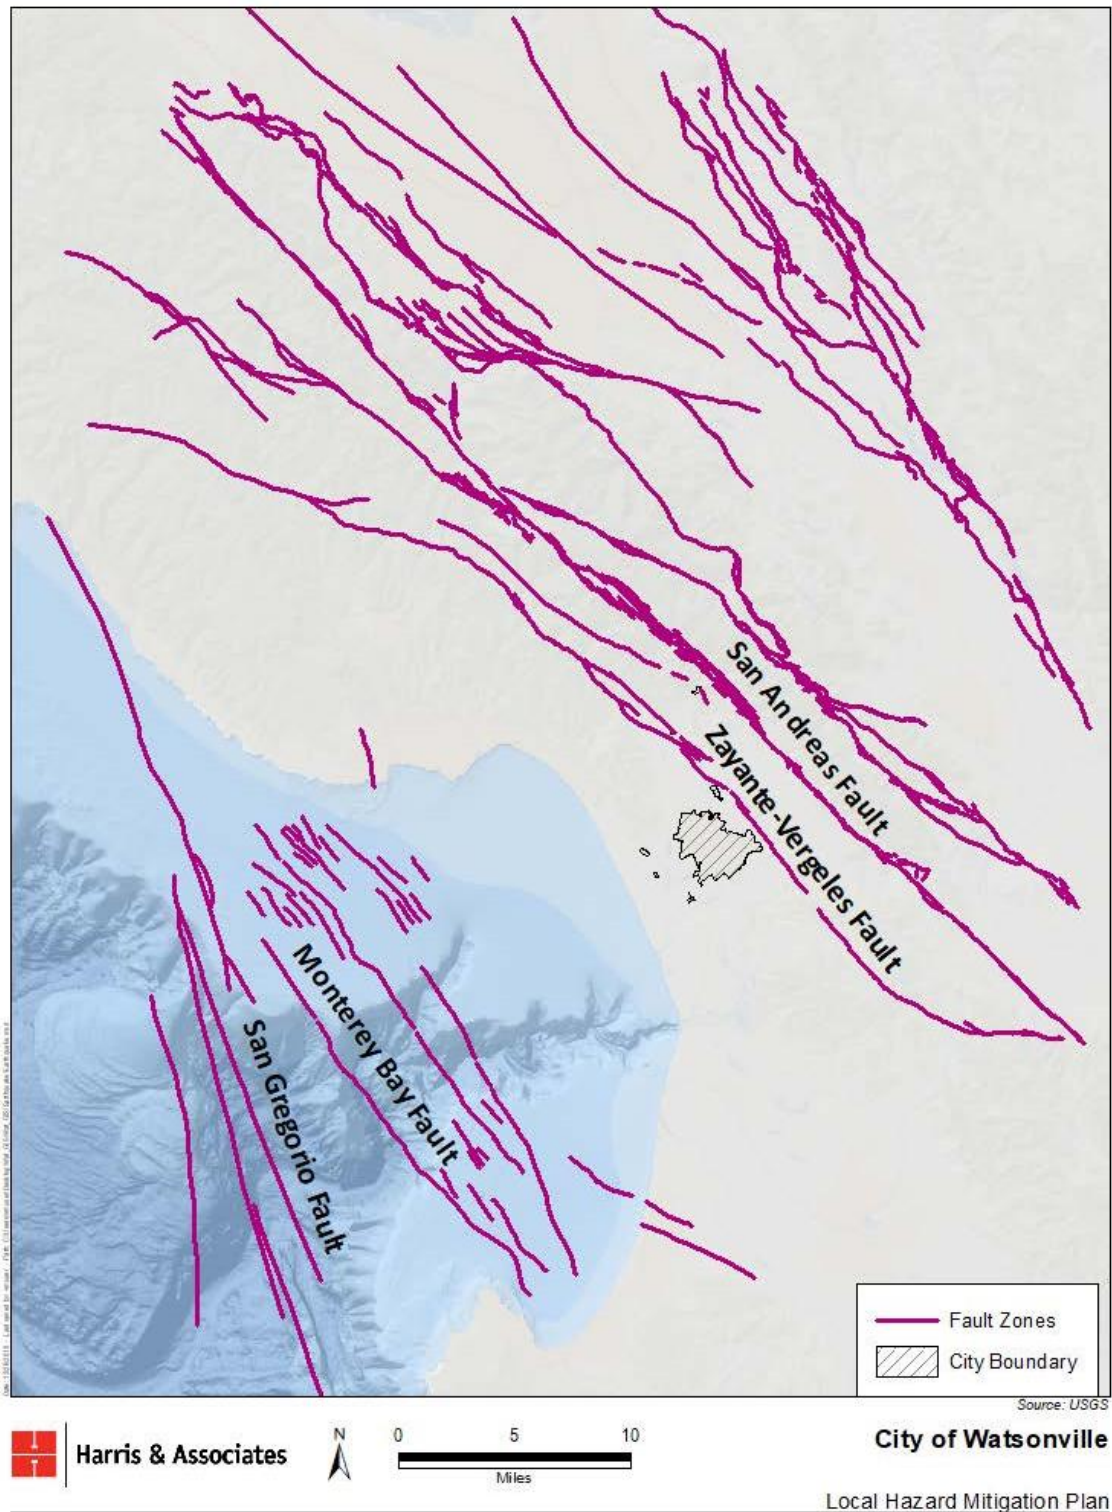 San Andreas Fault
Zayante-Vergeles Fault
Monterey Bay Fault
San Gregorio Fault
Fault Zones
City Boundary
Source: USGS
Harris & Associates
N
0 5 10
Miles
City of Watsonville
Local Hazard Mitigation Plan